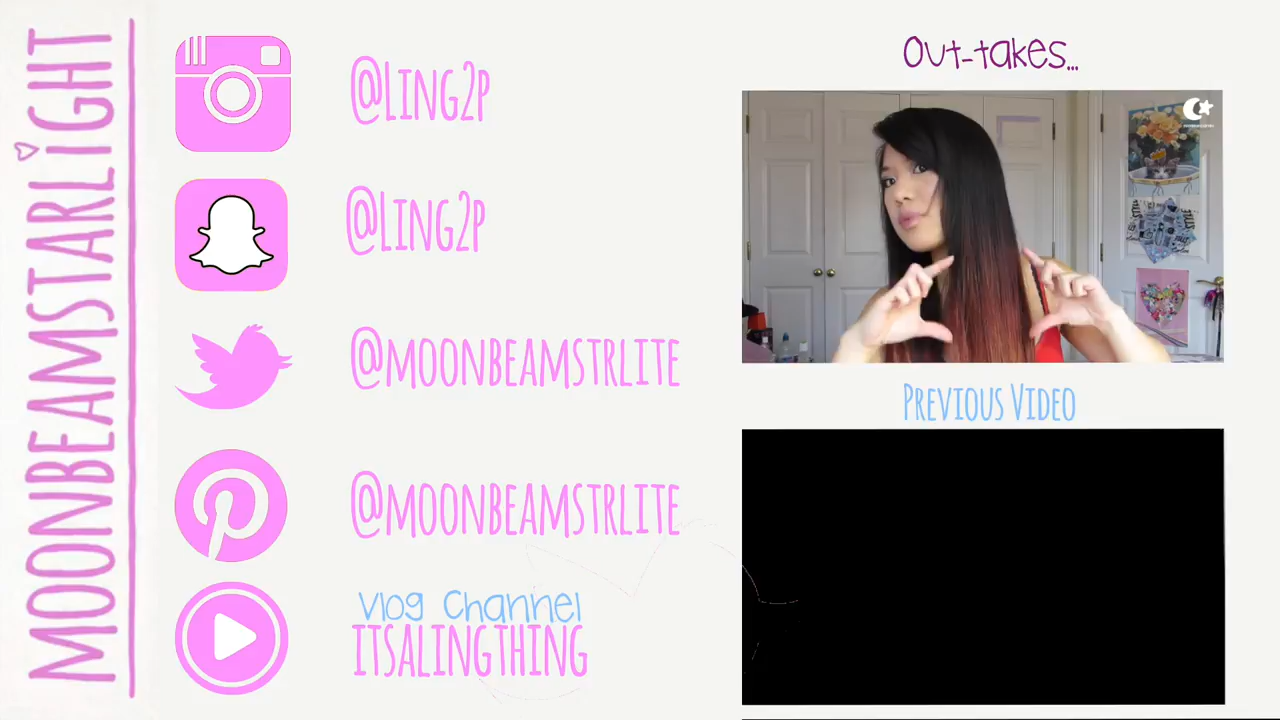 MOONBEAMSTARLiGHT
@LING2P
@LING2P
@MOONBEAMSTRLITE
@MOONBEAMSTRLITE
Vlog Channel
ITSALINGTHING
Out-takes...
PREVIOUS VIDEO